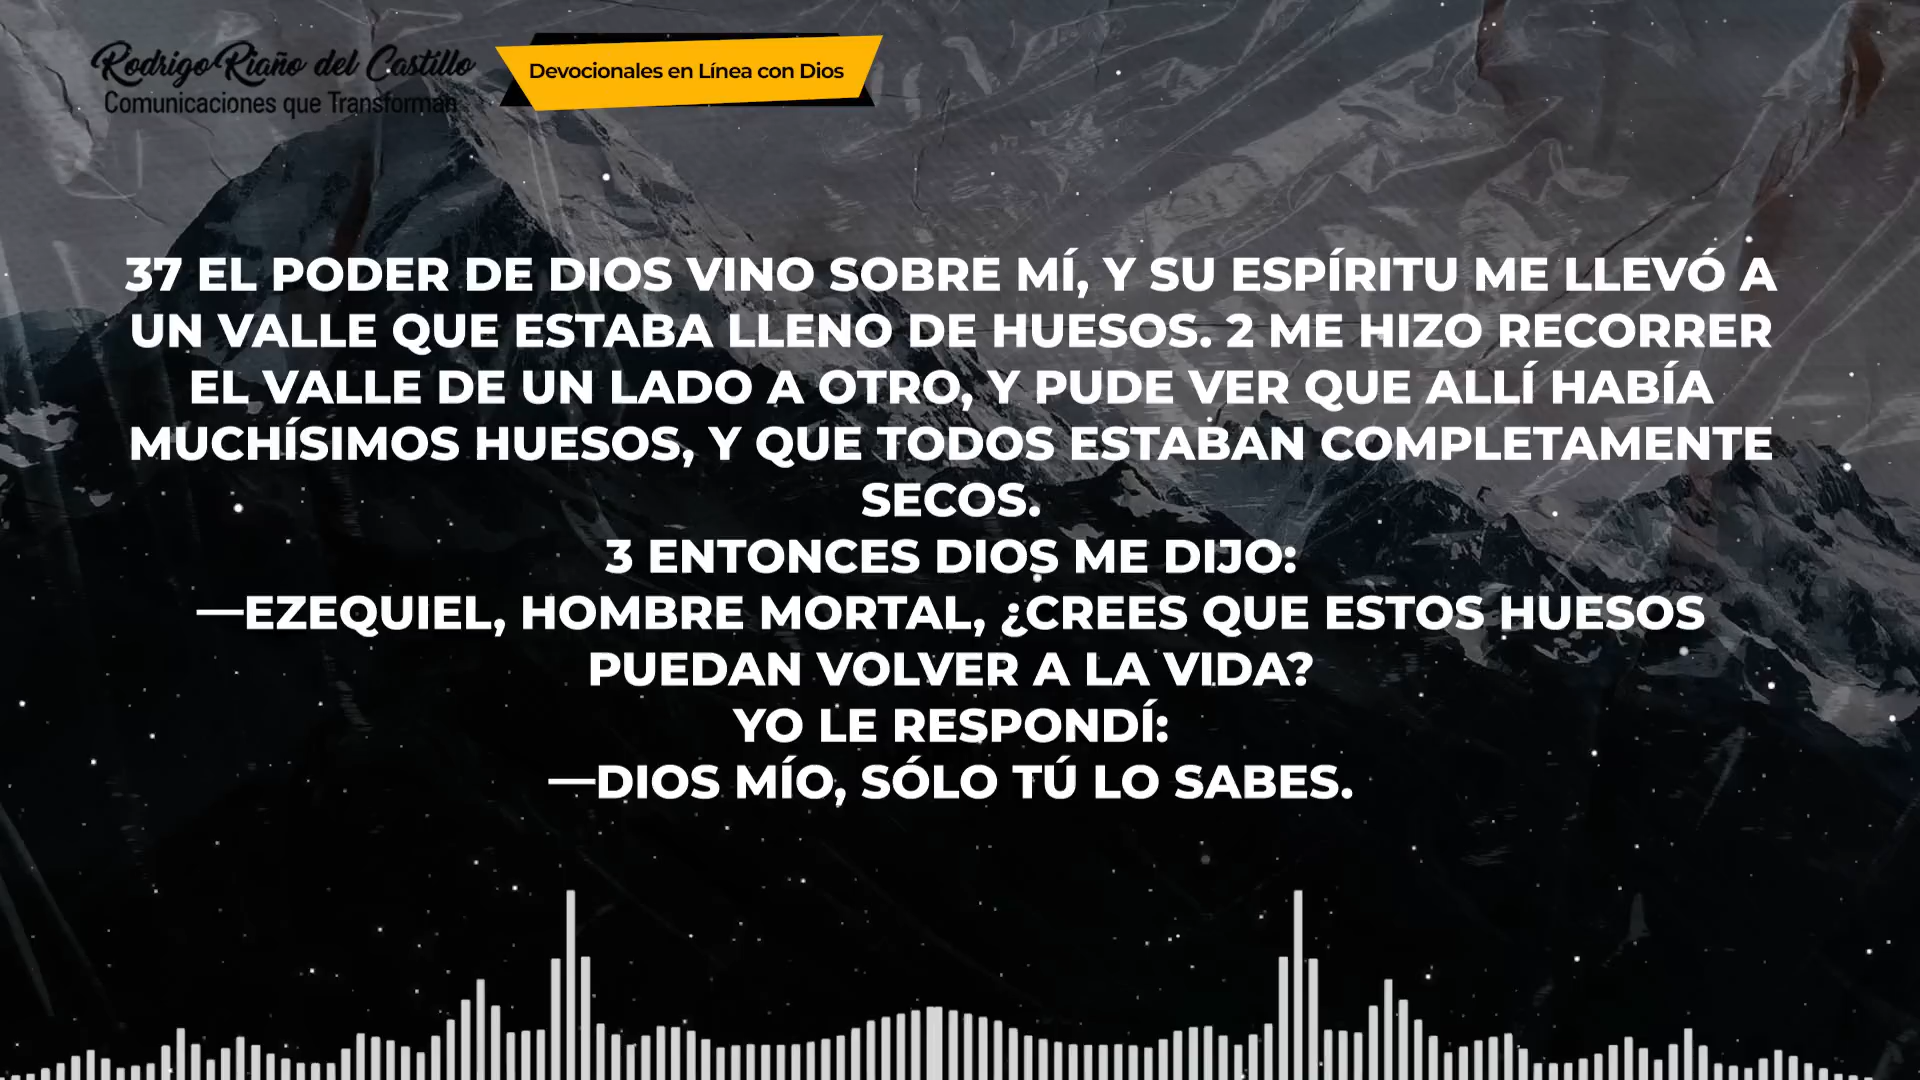 Rodrigo Riaño del Castillo
Comunicaciones que Transforman
Devocionales en Línea con Dios
37 EL PODER DE DIOS VINO SOBRE MÍ, Y SU ESPÍRITU ME LLEVÓ A
UN VALLE QUE ESTABA LLENO DE HUESOS. 2 ME HIZO RECORRER
EL VALLE DE UN LADO A OTRO, Y PUDE VER QUE ALLÍ HABÍA
MUCHÍSIMOS HUESOS, Y QUE TODOS ESTABAN COMPLETAMENTE
SECOS.
3 ENTONCES DIOS ME DIJO:
—EZEQUIEL, HOMBRE MORTAL, ¿CREES QUE ESTOS HUESOS
PUEDAN VOLVER A LA VIDA?
YO LE RESPONDÍ:
—DIOS MÍO, SÓLO TÚ LO SABES.